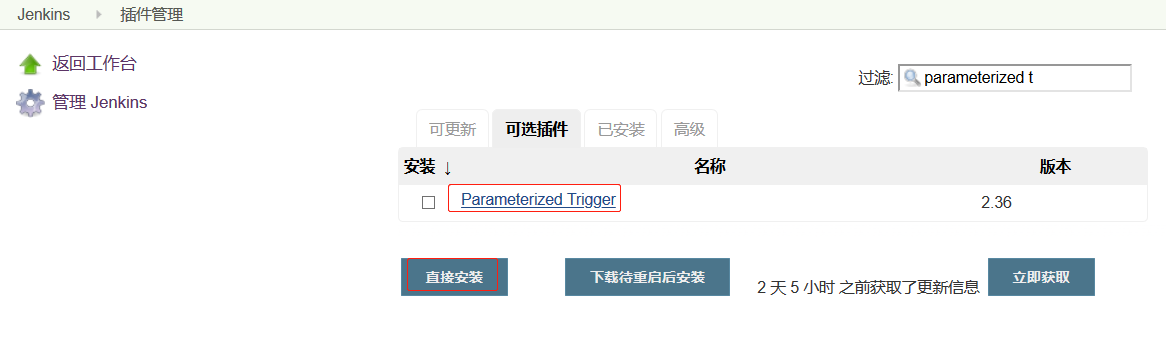 Jenkins 插件管理
返回工作台
管理 Jenkins
过滤: parameterized t
可更新 可选插件 已安装 高级
安装 ↓ 名称 版本
Parameterized Trigger 2.36
直接安装 下载待重启后安装 2 天 5 小时 之前获取了更新信息 立即获取